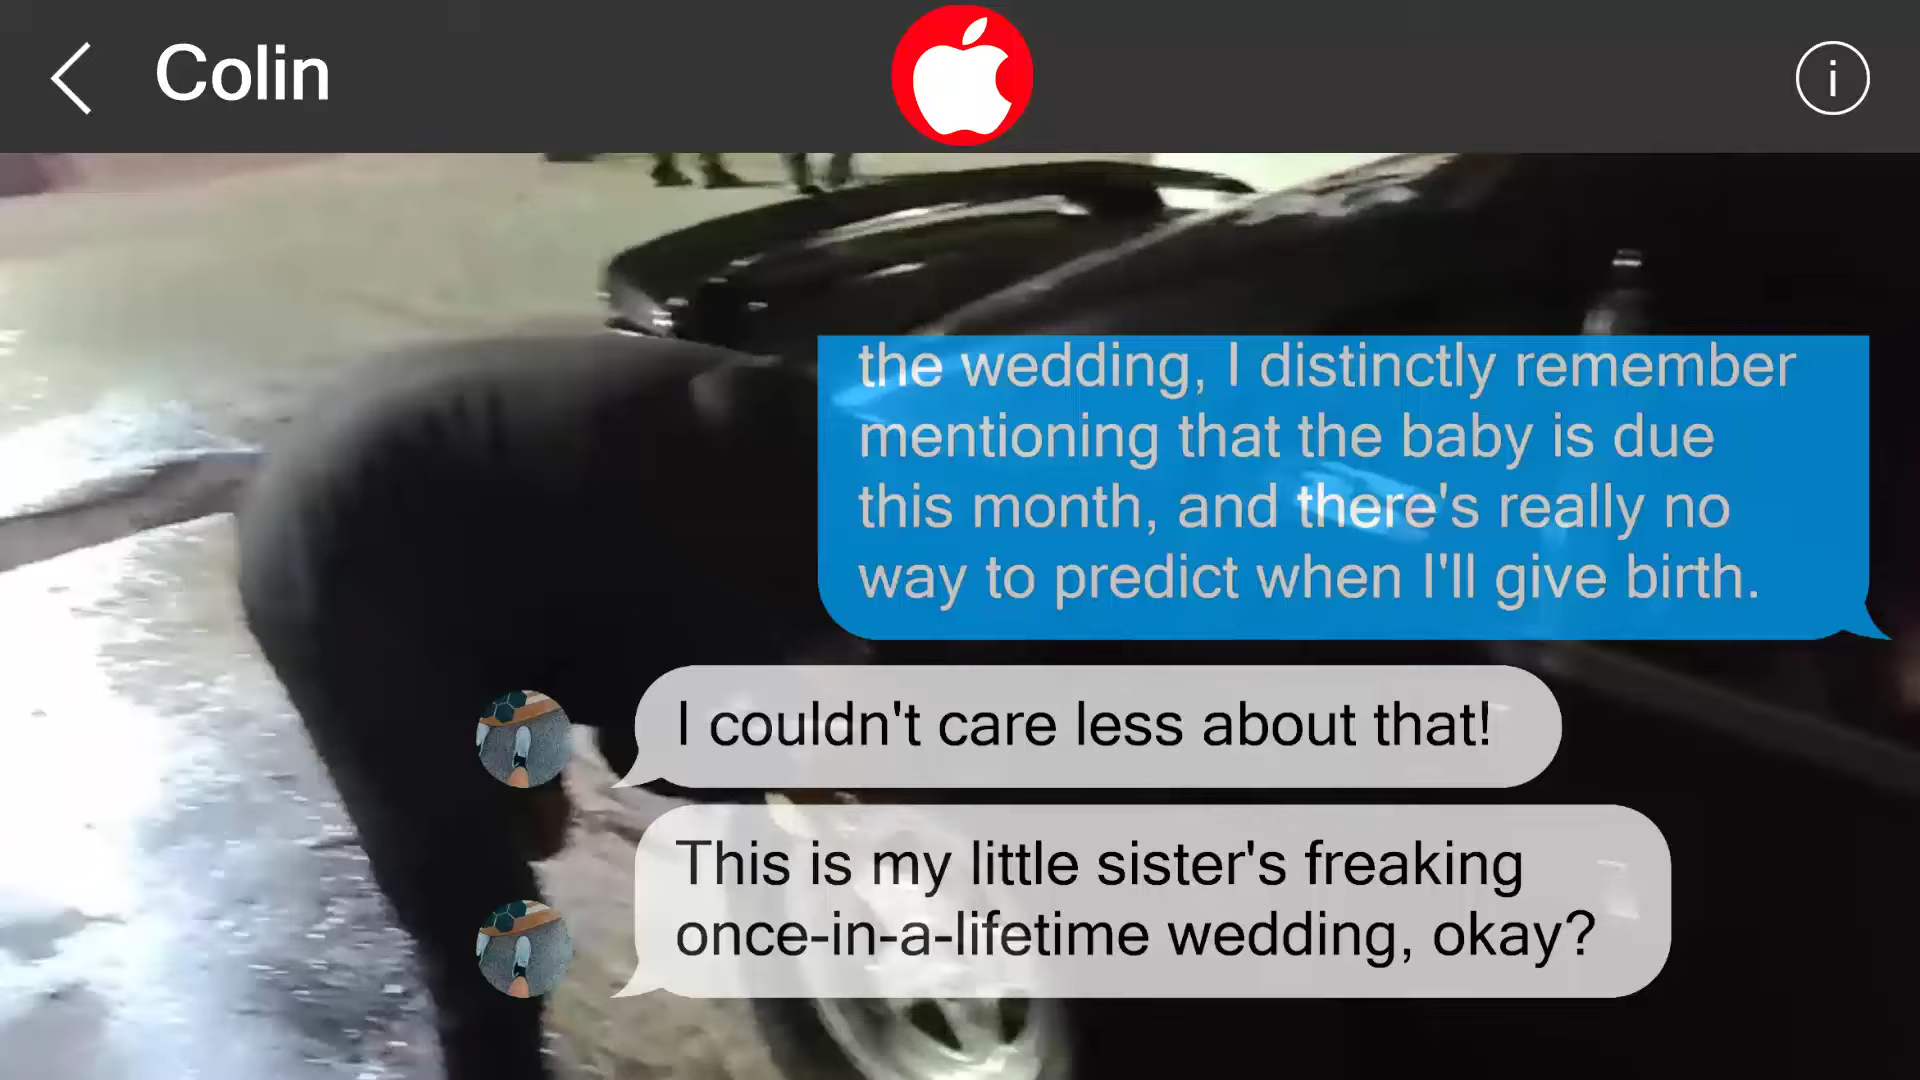 Colin
the wedding, I distinctly remember
mentioning that the baby is due
this month, and there's really no
way to predict when I'll give birth.
I couldn't care less about that!
This is my little sister's freaking
once-in-a-lifetime wedding, okay?